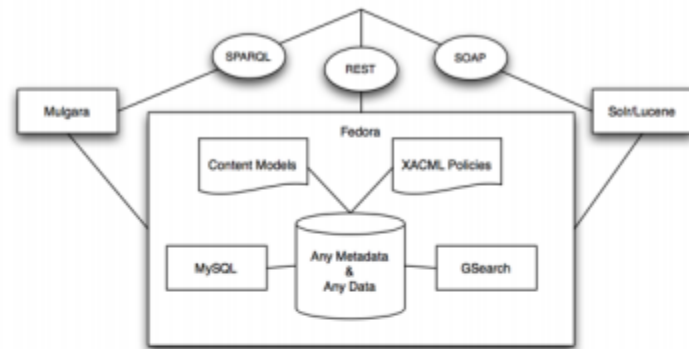 SPARQL
REST
SOAP
Mulgara
Solr/Lucene
Fedora
Content Models
XACML Policies
MySQL
Any Metadata
&
Any Data
GSearch